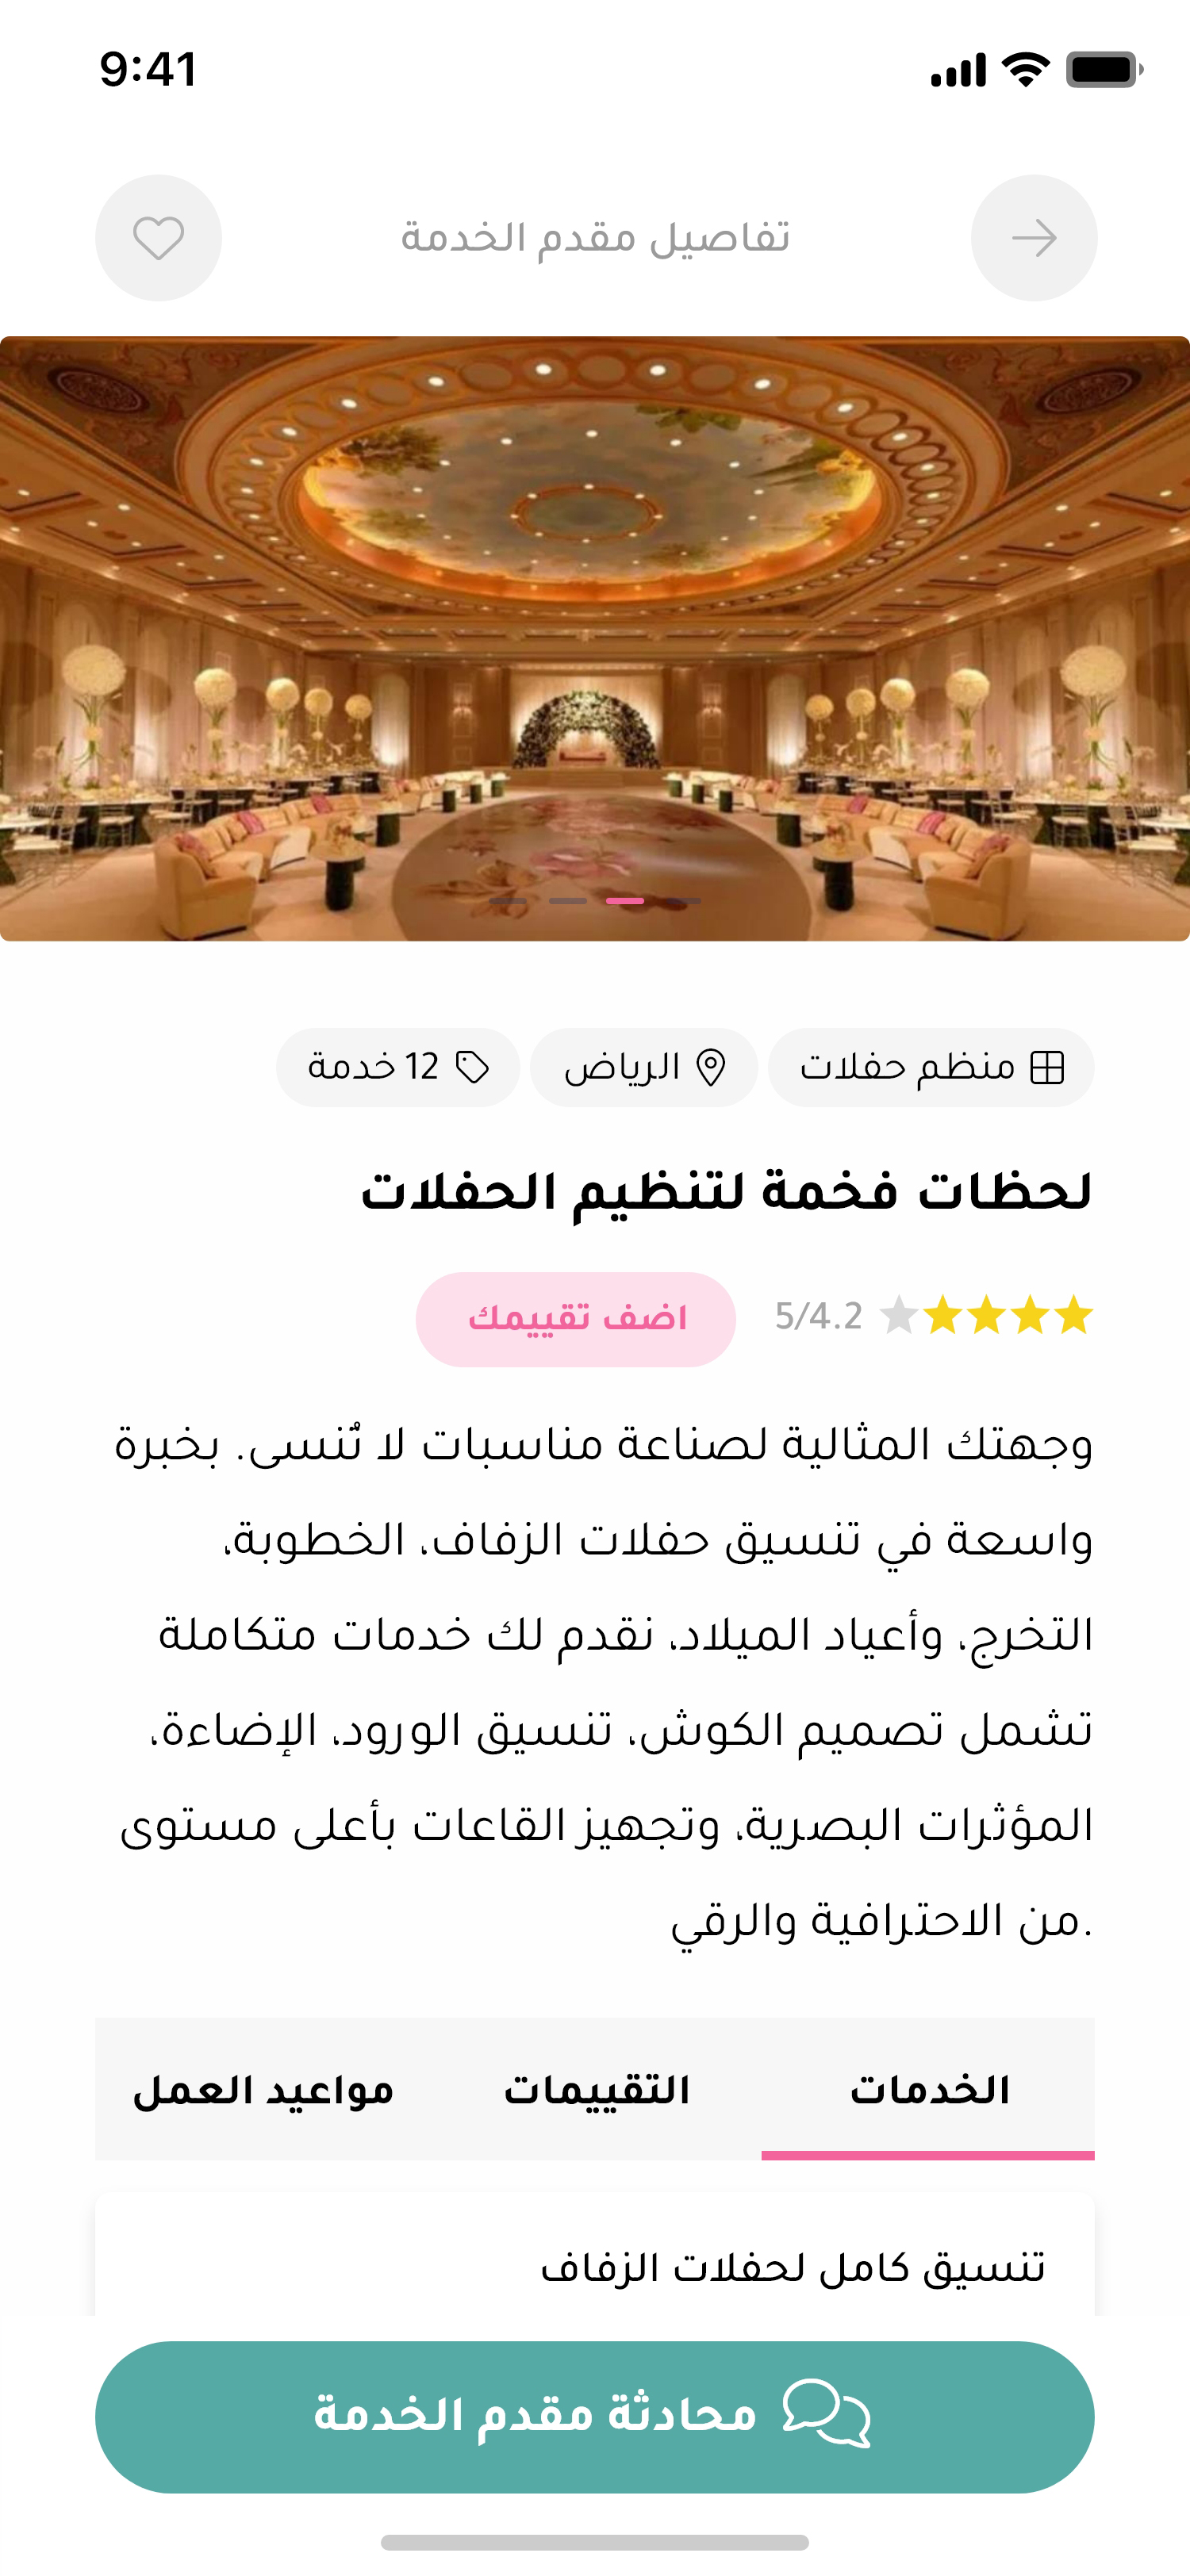 9:41
تفاصيل مقدم الخدمة
منظم حفلات
الرياض
12 خدمة
لحظات فخمة لتنظيم الحفلات
5/4.2
اضف تقييمك
وجهتك المثالية لصناعة مناسبات لا تُنسى. بخبرة
واسعة في تنسيق حفلات الزفاف، الخطوبة،
التخرج، وأعياد الميلاد، نقدم لك خدمات متكاملة
تشمل تصميم الكوش، تنسيق الورود، الإضاءة،
المؤثرات البصرية، وتجهيز القاعات بأعلى مستوى
.من الاحترافية والرقي
الخدمات
التقييمات
مواعيد العمل
تنسيق كامل لحفلات الزفاف
محادثة مقدم الخدمة